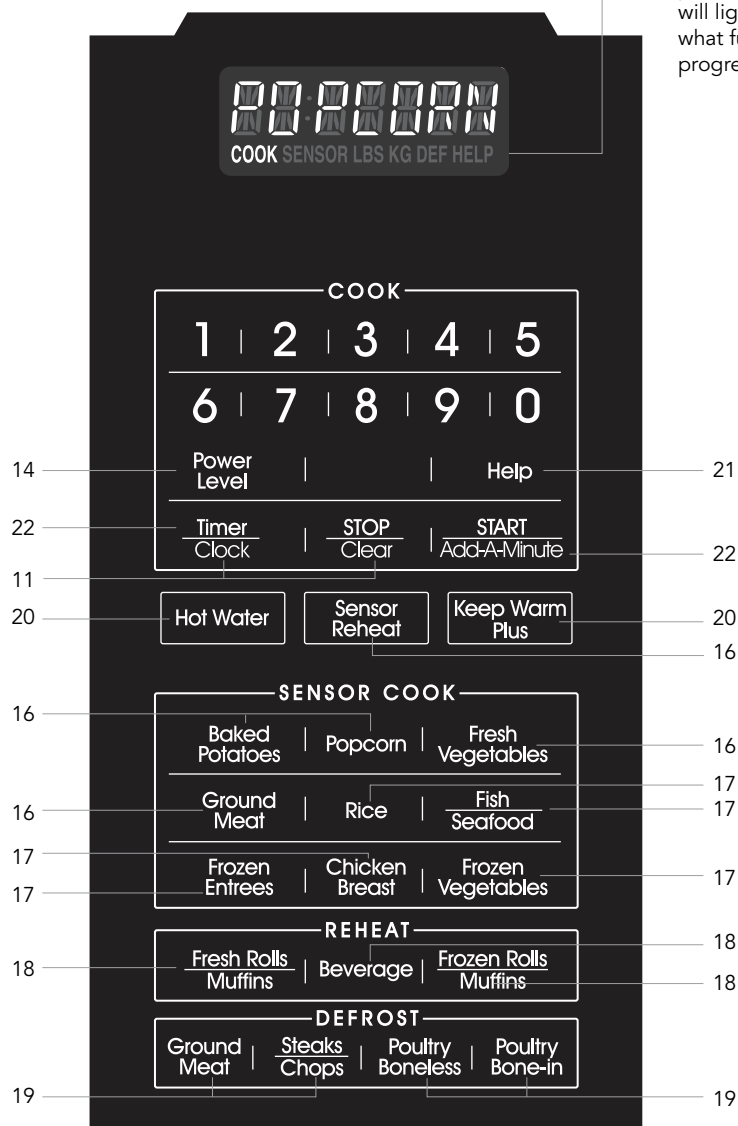 will lig
what fu
progre
POPCORN
COOK SENSOR LBS KG DEF HELP
COOK
1 2 3 4 5
6 7 8 9 0
14 Power Level Help 21
22 Timer STOP START
Clock Clear Add-A-Minute 22
11
20 Hot Water Sensor Reheat Keep Warm Plus 20
16
SENSOR COOK
16 Baked Potatoes Popcorn Fresh Vegetables 16
16 Ground Meat Rice 17 Fish Seafood 17
17 Frozen Entrees Chicken Breast Frozen Vegetables 17
17
REHEAT
18 Fresh Rolls Muffins Beverage 18 Frozen Rolls Muffins 18
DEFROST
Ground Steaks Poultry Poultry
Meat Chops Boneless Bone-in
19 19